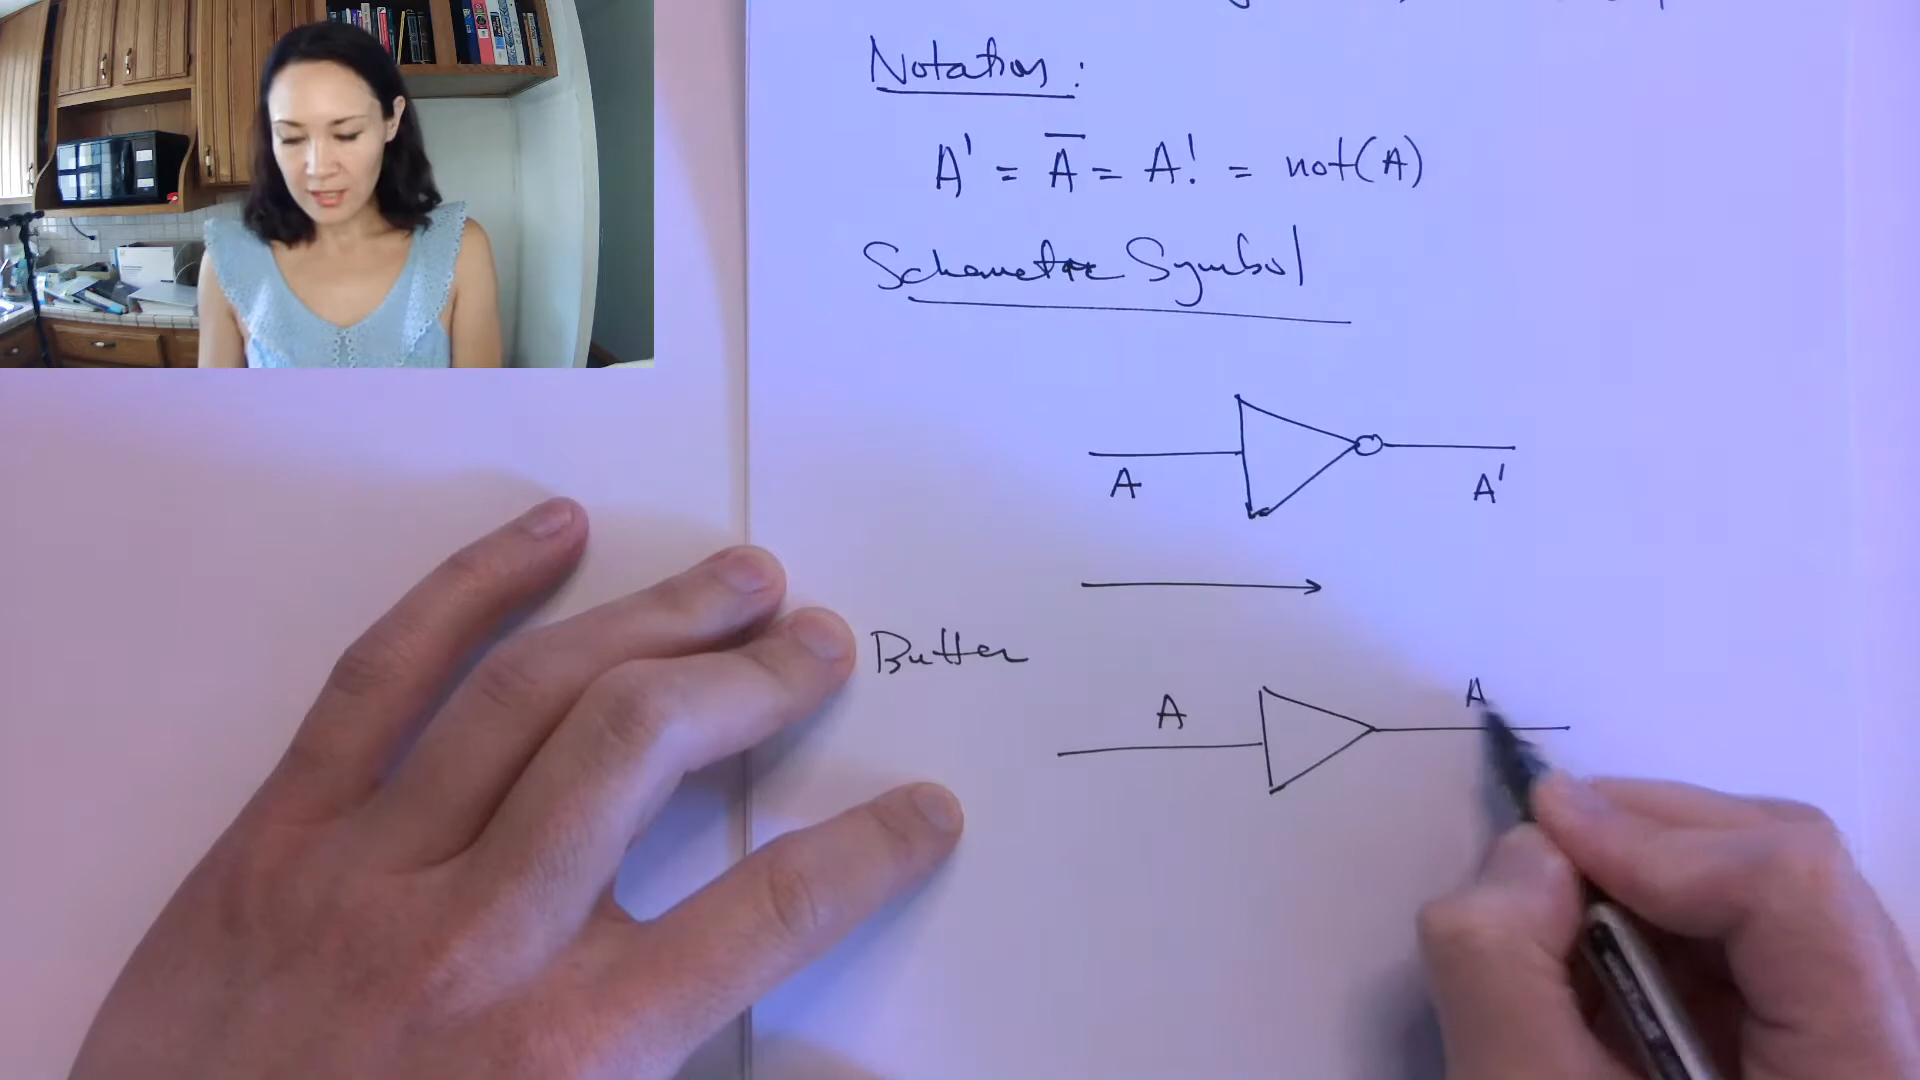 Notation:
A' = A̅ = A! = not(A)
Schematic Symbol
A A'
Buffer
A A